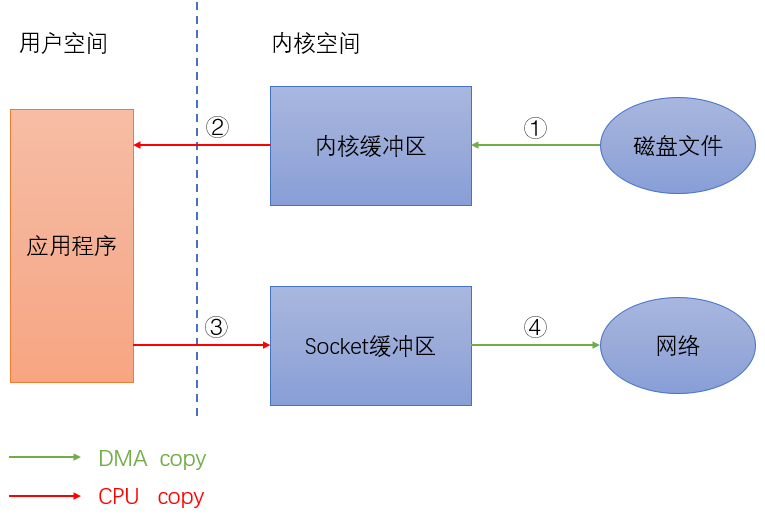 用户空间
内核空间
②
①
内核缓冲区
磁盘文件
应用程序
③
④
Socket缓冲区
网络
DMA copy
CPU copy